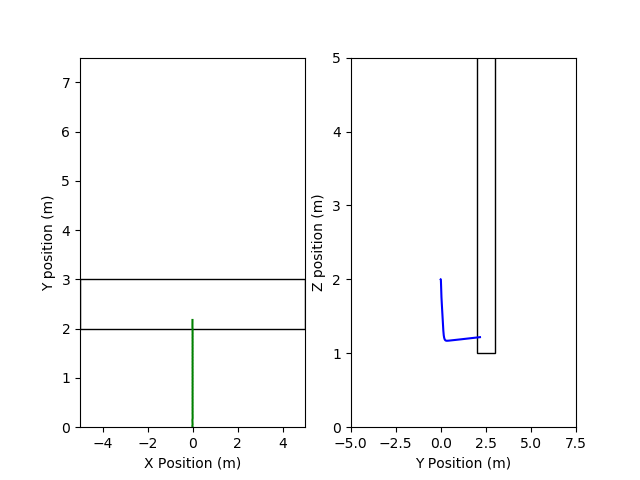 7
6
5
4
3
2
1
0
Y position (m)
−4 −2 0 2 4
X Position (m)
5
4
3
2
1
0
Z position (m)
−5.0 −2.5 0.0 2.5 5.0 7.5
Y Position (m)